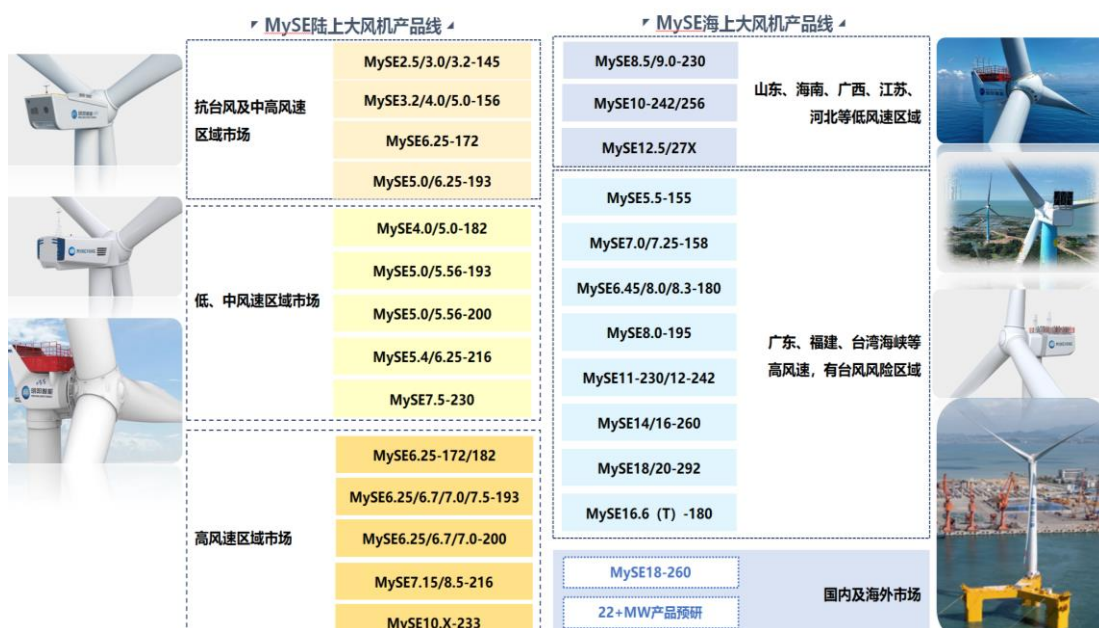 MySE陆上大风机产品线
抗台风及中高风速
区域市场
MySE2.5/3.0/3.2-145
MySE3.2/4.0/5.0-156
MySE6.25-172
MySE5.0/6.25-193
低、中风速区域市场
MySE4.0/5.0-182
MySE5.0/5.56-193
MySE5.0/5.56-200
MySE5.4/6.25-216
MySE7.5-230
高风速区域市场
MySE6.25-172/182
MySE6.25/6.7/7.0/7.5-193
MySE6.25/6.7/7.0-200
MySE7.15/8.5-216
MySE10.X-233
MySE海上大风机产品线
MySE8.5/9.0-230
MySE10-242/256
MySE12.5/27X
山东、海南、广西、江苏、
河北等低风速区域
MySE5.5-155
MySE7.0/7.25-158
MySE6.45/8.0/8.3-180
MySE8.0-195
MySE11-230/12-242
MySE14/16-260
MySE18/20-292
MySE16.6（T）-180
广东、福建、台湾海峡等
高风速，有台风风险区域
MySE18-260
22+MW产品预研
国内及海外市场
明阳智能